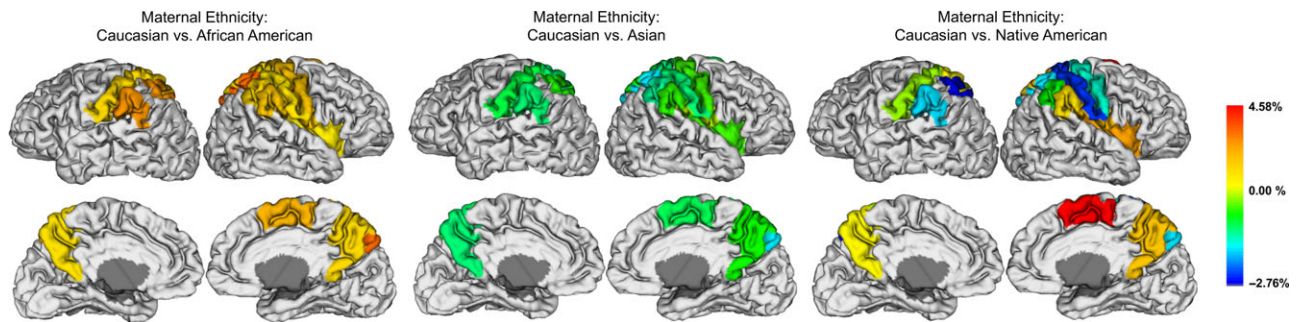 Maternal Ethnicity:
Caucasian vs. African American
Maternal Ethnicity:
Caucasian vs. Asian
Maternal Ethnicity:
Caucasian vs. Native American
4.58%
0.00 %
−2.76%